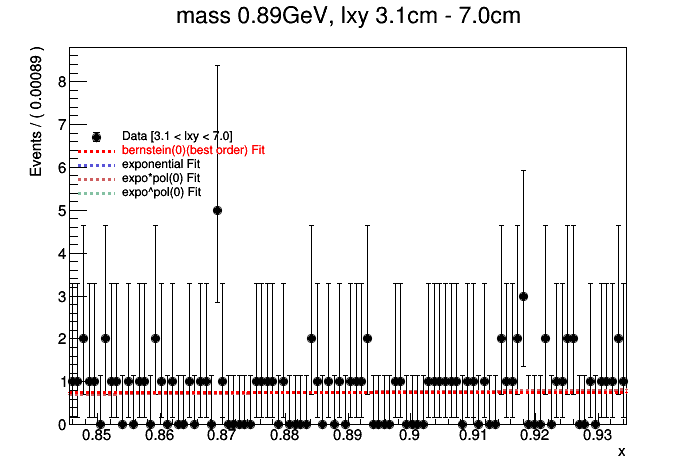 mass 0.89GeV, lxy 3.1cm - 7.0cm
Events / ( 0.00089 )
8
7
6
5
4
3
2
1
0
Data [3.1 < lxy < 7.0]
bernstein(0)(best order) Fit
exponential Fit
expo*pol(0) Fit
expo^pol(0) Fit
0.85 0.86 0.87 0.88 0.89 0.9 0.91 0.92 0.93
x